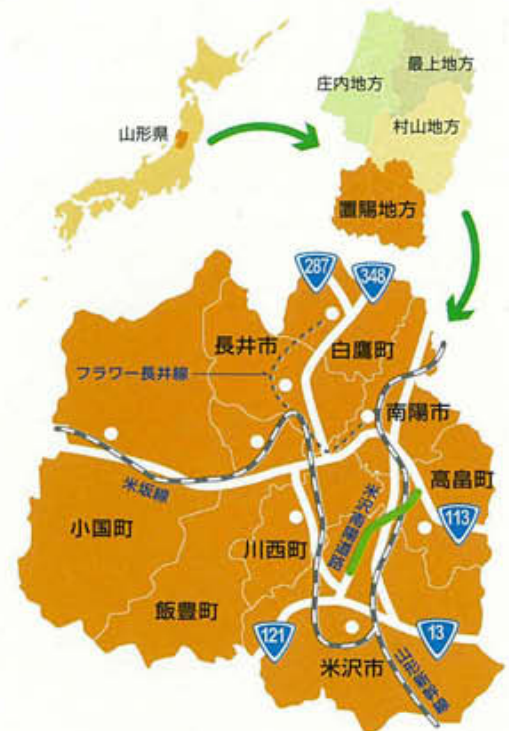 山形県
庄内地方
最上地方
村山地方
置賜地方
287
348
長井市
白鷹町
フラワー長井線
南陽市
高畠町
米坂線
米沢南陽道路
113
小国町
川西町
飯豊町
121
13
米沢市